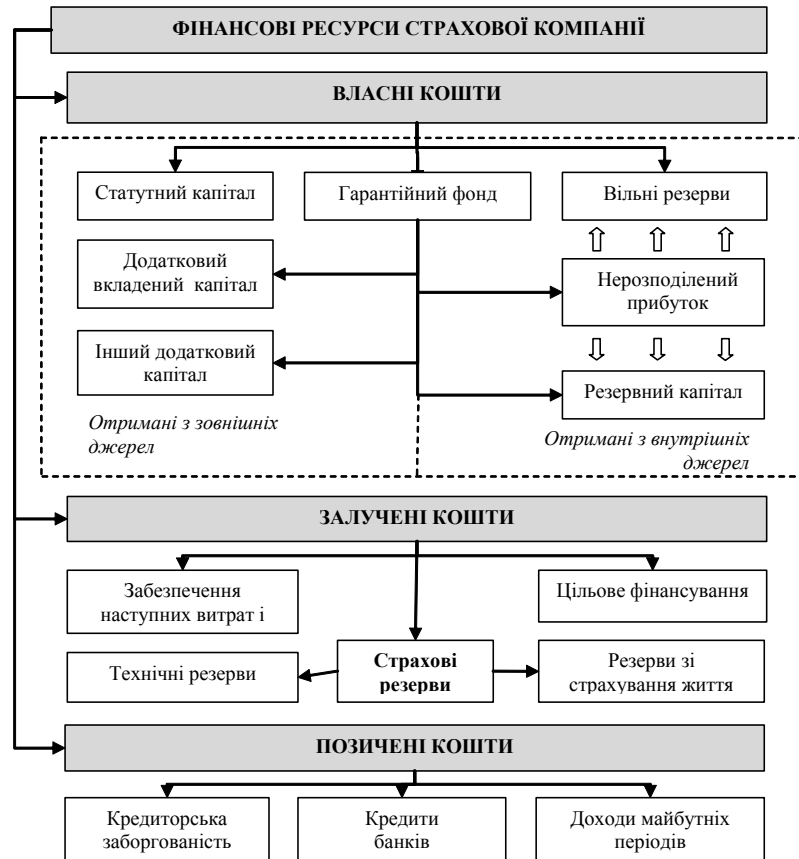 ФІНАНСОВІ РЕСУРСИ СТРАХОВОЇ КОМПАНІЇ
ВЛАСНІ КОШТИ
Статутний капітал
Гарантійний фонд
Вільні резерви
Додатковий
вкладений капітал
Нерозподілений
прибуток
Інший додатковий
капітал
Резервний капітал
Отримані з зовнішніх
джерел
Отримані з внутрішніх
джерел
ЗАЛУЧЕНІ КОШТИ
Забезпечення
наступних витрат і
Цільове фінансування
Технічні резерви
Страхові
резерви
Резерви зі
страхування життя
ПОЗИЧЕНІ КОШТИ
Кредиторська
заборгованість
Кредити
банків
Доходи майбутніх
періодів